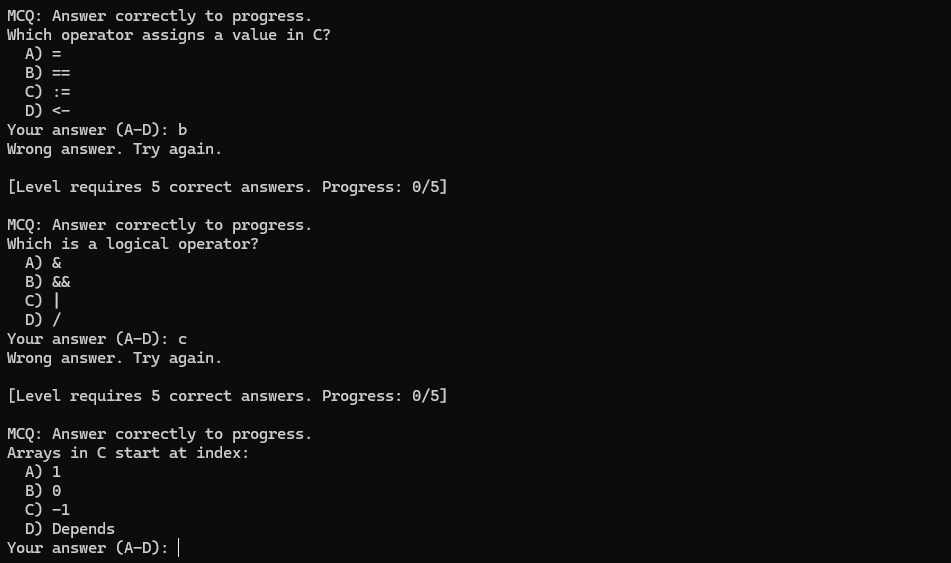 MCQ: Answer correctly to progress.
Which operator assigns a value in C?
A) =
B) ==
C) :=
D) <-
Your answer (A-D): b
Wrong answer. Try again.
[Level requires 5 correct answers. Progress: 0/5]
MCQ: Answer correctly to progress.
Which is a logical operator?
A) &
B) &&
C) |
D) /
Your answer (A-D): c
Wrong answer. Try again.
[Level requires 5 correct answers. Progress: 0/5]
MCQ: Answer correctly to progress.
Arrays in C start at index:
A) 1
B) 0
C) -1
D) Depends
Your answer (A-D):